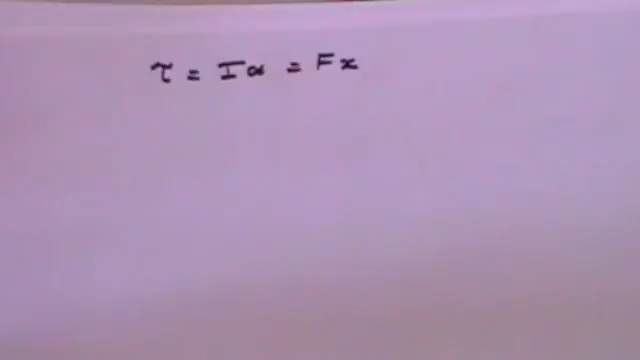 τ = Iα = Fx